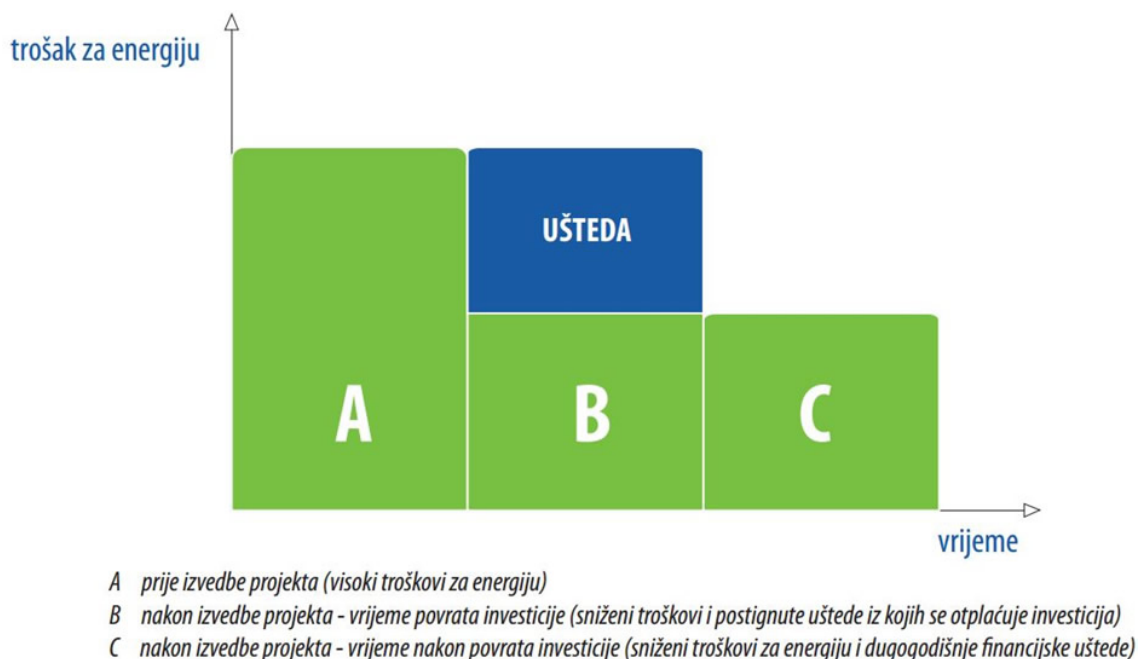 trošak za energiju
UŠTEDA
A
B
C
vrijeme
A prije izvedbe projekta (visoki troškovi za energiju)
B nakon izvedbe projekta - vrijeme povrata investicije (sniženi troškovi i postignute uštede iz kojih se otplaćuje investicija)
C nakon izvedbe projekta - vrijeme nakon povrata investicije (sniženi troškovi za energiju i dugogodišnje financijske uštede)